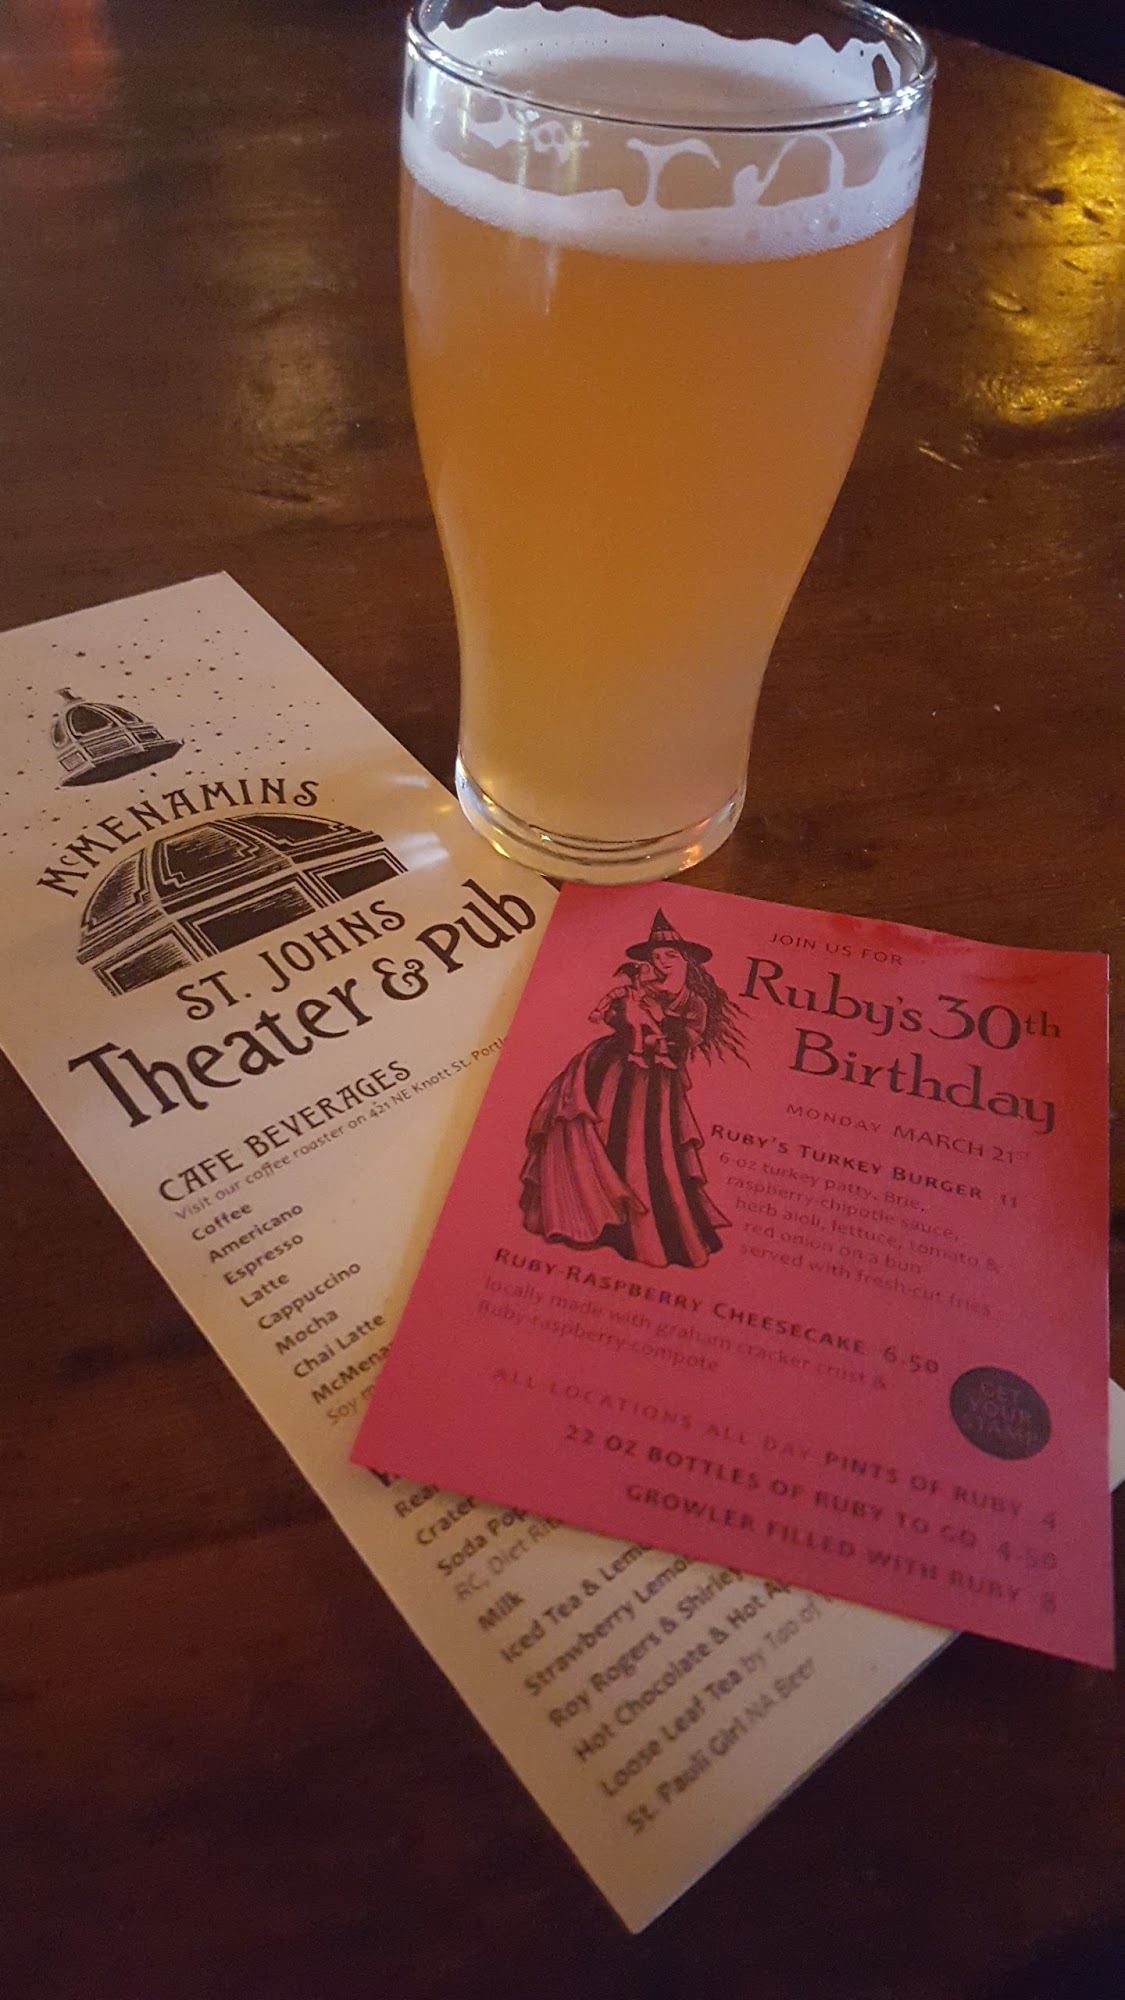 McMENAMINS
ST. JOHNS
Theater & Pub
CAFE BEVERAGES
Visit our coffee roaster on 421 NE Knott St.
Coffee
Americano
Espresso
Latte
Cappuccino
Mocha
Chai Latte
Crater
Soda Pop
RC, Diet
Milk
Iced Tea &
Strawberry
Roy Rogers & Shirley
Hot Chocolate & Hot
Loose Leaf Tea by Tao of
St. Pauli Girl NA Beer
JOIN US FOR
Ruby's 30th
Birthday
MONDAY MARCH 21st
RUBY'S TURKEY BURGER 11
6-oz turkey patty, Brie,
raspberry-chipotle sauce,
herb aioli, lettuce, tomato &
red onion on a bun
served with fresh-cut fries
RUBY-RASPBERRY CHEESECAKE 6.50
locally made with graham cracker crust &
Ruby-raspberry compote
GET
YOUR
STAMP
ALL LOCATIONS ALL DAY PINTS OF RUBY 4
22 OZ BOTTLES OF RUBY TO GO 4.50
GROWLER FILLED WITH RUBY 8